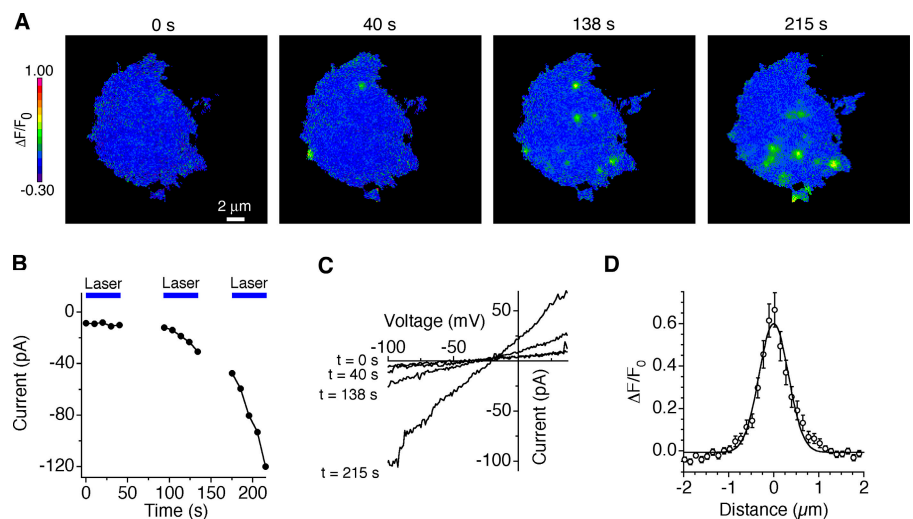 A
0 s 40 s 138 s 215 s
1.00
ΔF/F0
-0.30
2 μm
B
Laser Laser Laser
0
-40
-80
-120
Current (pA)
0 50 100 150 200
Time (s)
C
Voltage (mV)
-100 -50
50
-50
-100
Current (pA)
t = 0 s
t = 40 s
t = 138 s
t = 215 s
D
0.6
0.4
0.2
0.0
ΔF/F0
-2 -1 0 1 2
Distance (μm)